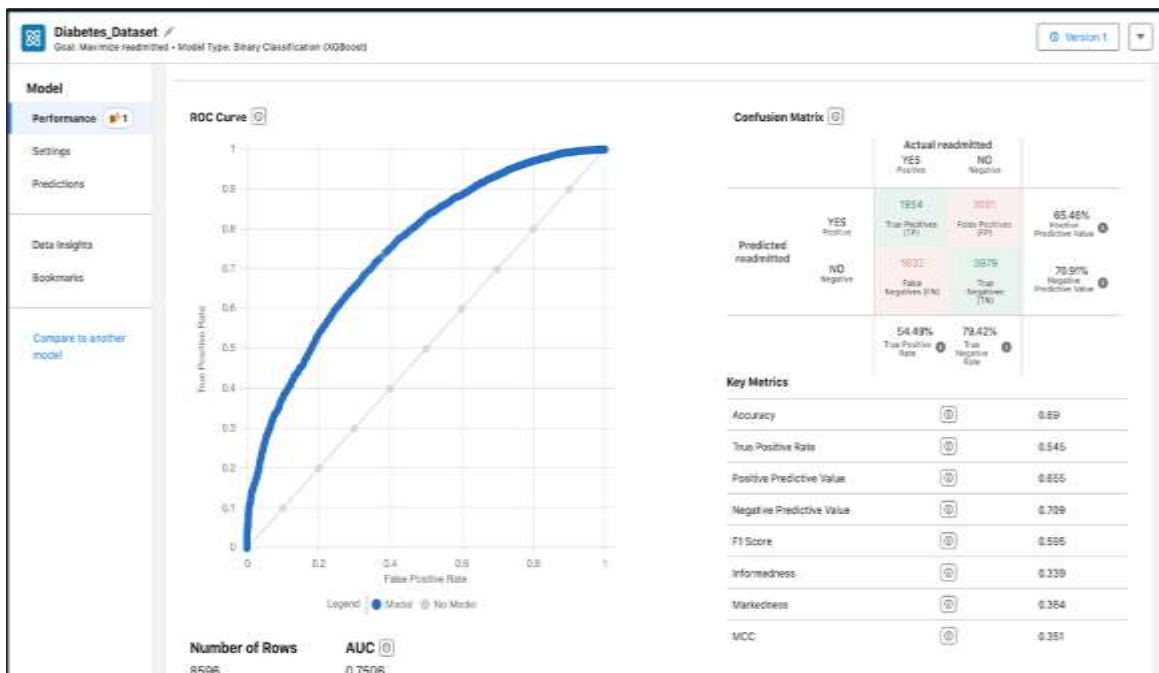 Diabetes_Dataset
Goal: Maximize readmitted • Model Type: Binary Classification (XGBoost)
Version 1
Model
Performance 1
Settings
Predictions
Data Insights
Bookmarks
Compare to another
model
ROC Curve
True Positive Rate
1
0.9
0.8
0.7
0.6
0.5
0.4
0.3
0.2
0.1
0
0 0.2 0.4 0.6 0.8 1
False Positive Rate
Legend Model No Model
Number of Rows
8596
AUC
0.7506
Confusion Matrix
Actual readmitted
YES NO
Positive Negative
Predicted
readmitted
YES
Positive
1954
True Positives
(TP)
1031
False Positives
(FP)
65.46%
Positive
Predictive Value
NO
Negative
1632
False
Negatives (FN)
3979
True
Negatives
(TN)
70.91%
Negative
Predictive Value
54.49%
True Positive
Rate
79.42%
True
Negative
Rate
Key Metrics
Accuracy 0.69
True Positive Rate 0.545
Positive Predictive Value 0.655
Negative Predictive Value 0.709
F1 Score 0.595
Informedness 0.339
Markedness 0.364
MCC 0.351